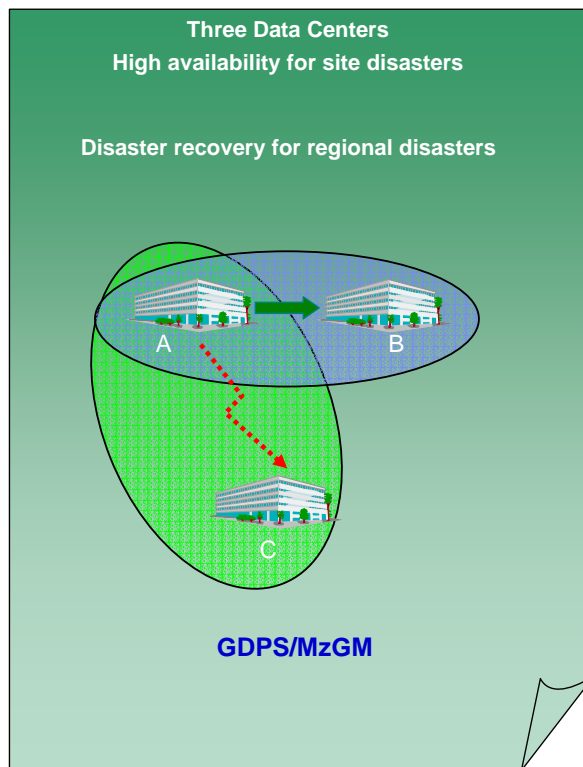 Three Data Centers
High availability for site disasters
Disaster recovery for regional disasters
A
B
C
GDPS/MzGM